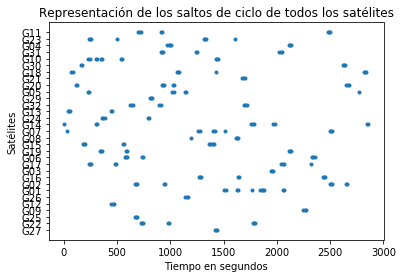 Representación de los saltos de ciclo de todos los satélites
G11
G23
G04
G31
G10
G30
G18
G21
G20
G05
G29
G32
G13
G24
G14
G07
G08
G15
G19
G06
G17
G03
G16
G02
G01
G26
G12
G09
G25
G22
G27
Satélites
0 500 1000 1500 2000 2500 3000
Tiempo en segundos